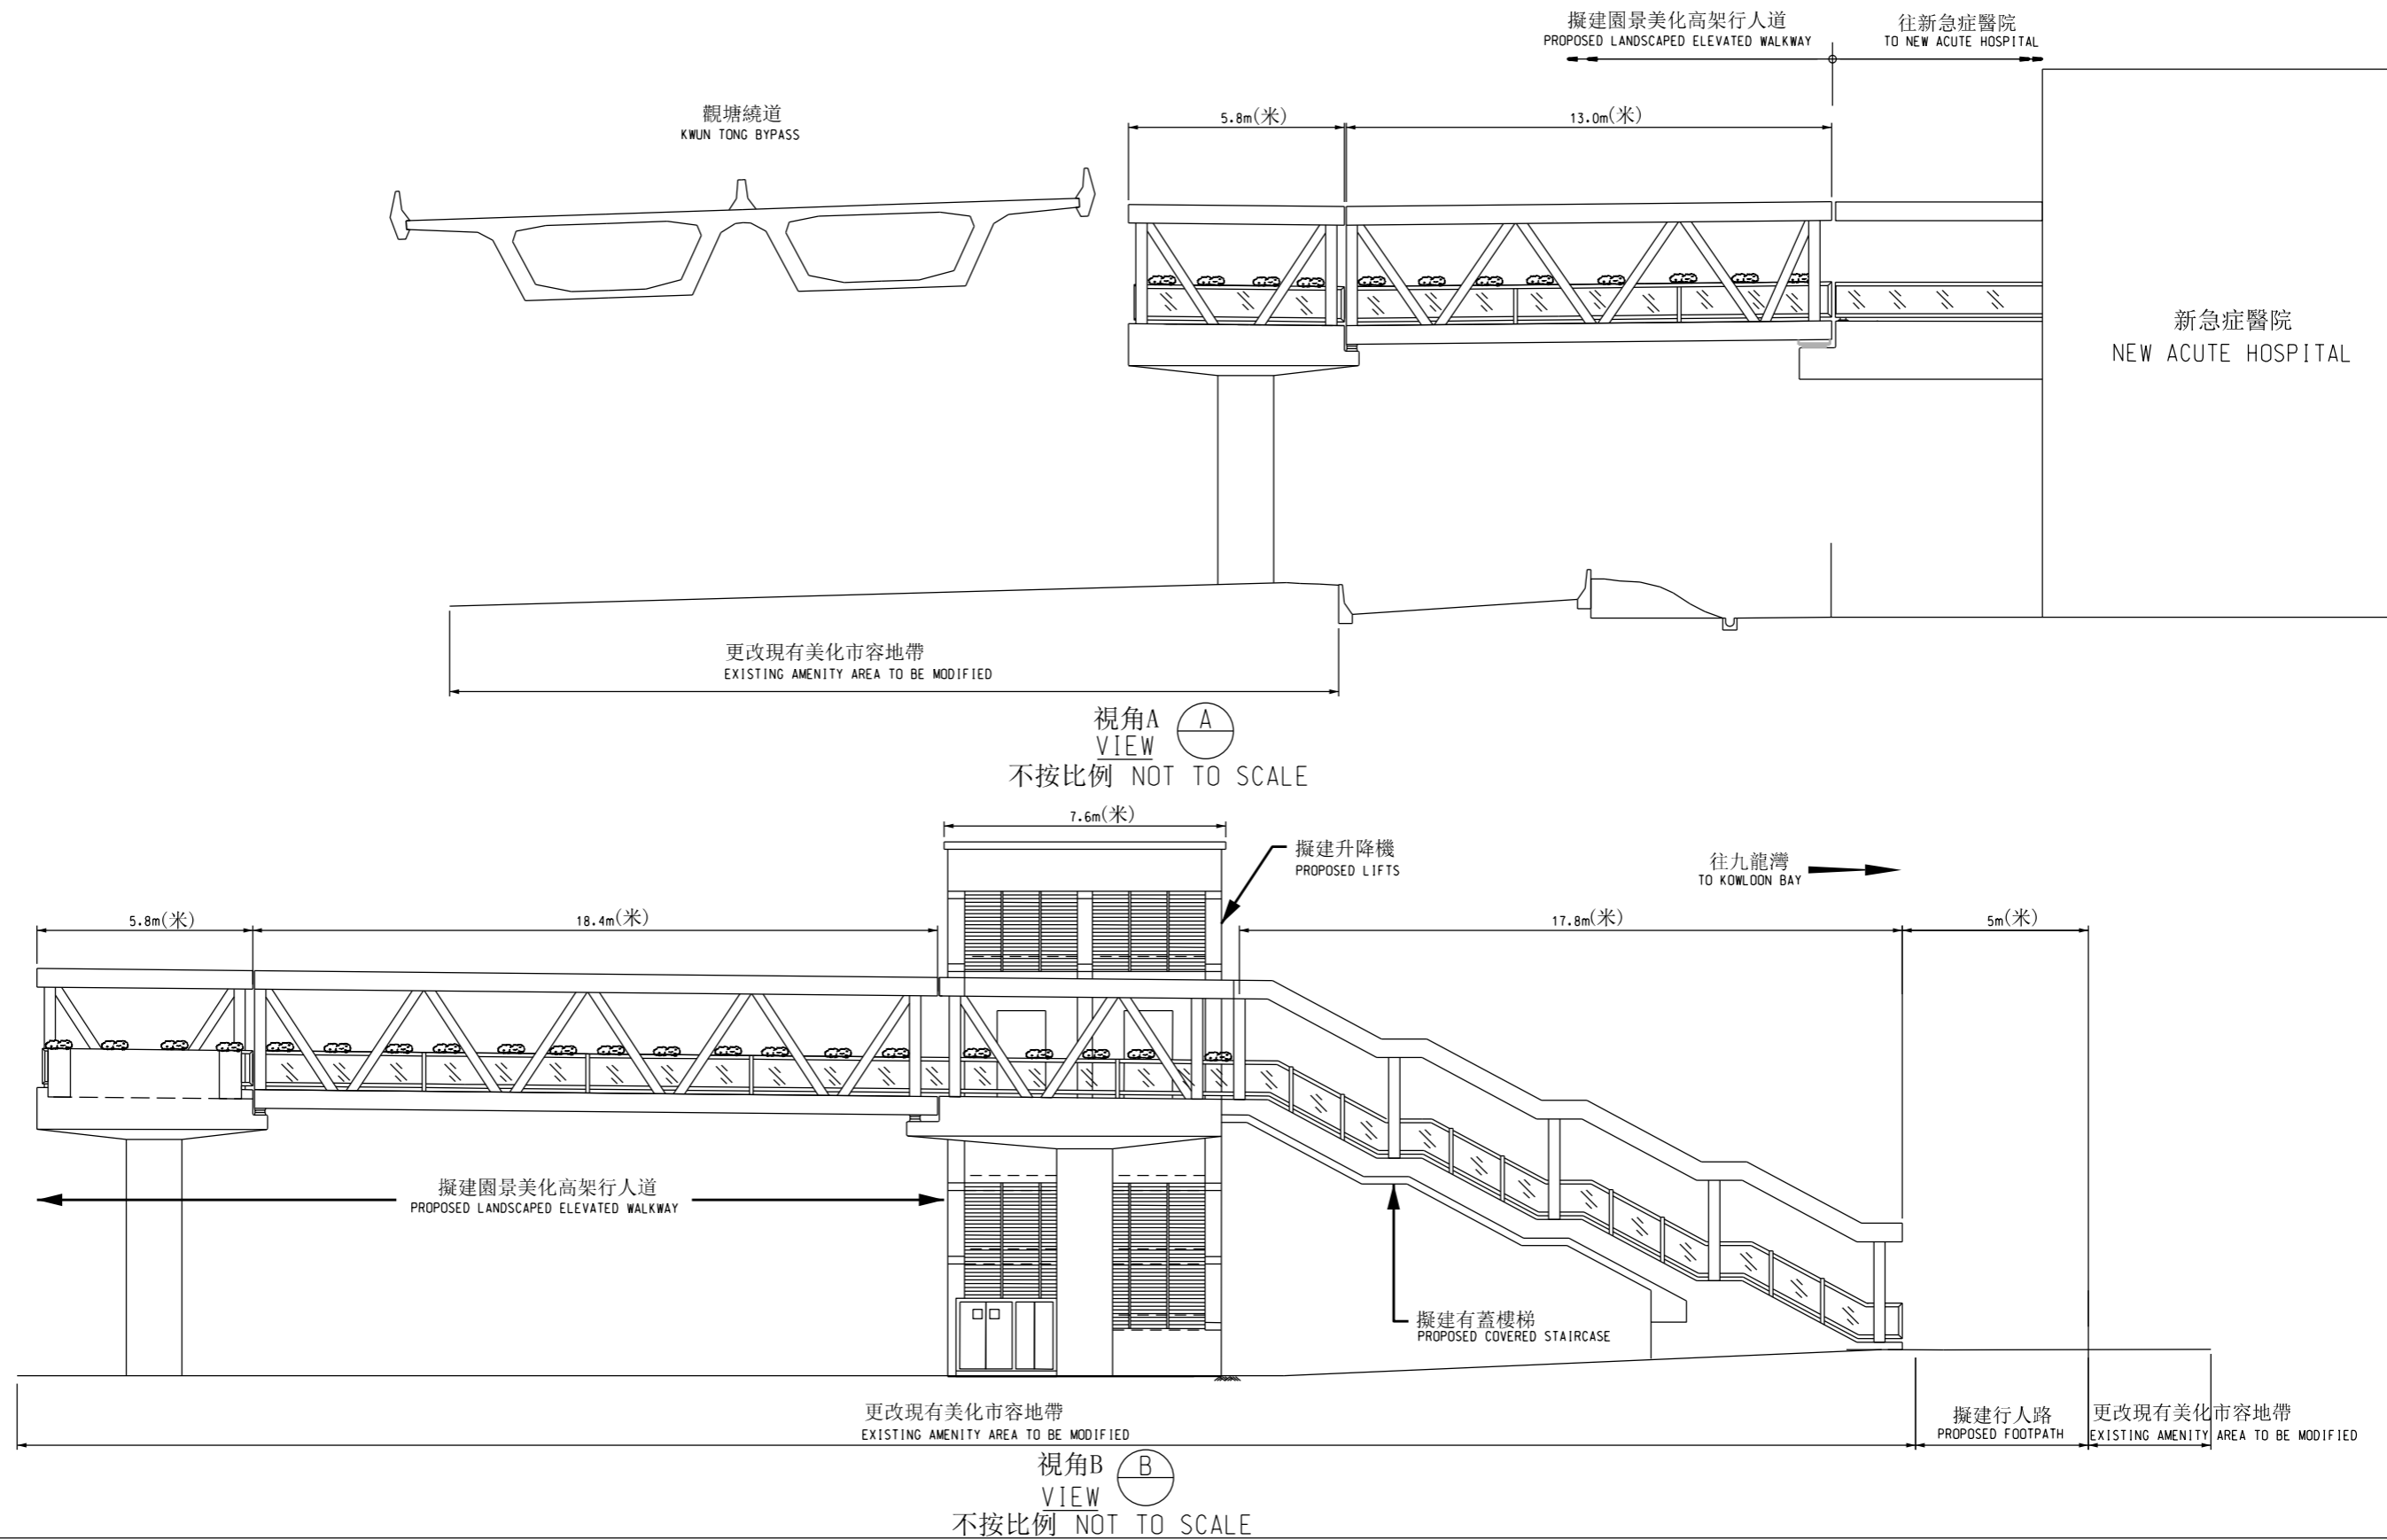 擬建園景美化高架行人道
PROPOSED LANDSCAPED ELEVATED WALKWAY
往新急症醫院
TO NEW ACUTE HOSPITAL
觀塘繞道
KWUN TONG BYPASS
5.8m(米)
13.0m(米)
新急症醫院
NEW ACUTE HOSPITAL
更改現有美化市容地帶
EXISTING AMENITY AREA TO BE MODIFIED
視角A
A
VIEW
不按比例 NOT TO SCALE
7.6m(米)
擬建升降機
PROPOSED LIFTS
往九龍灣
TO KOWLOON BAY
5.8m(米)
18.4m(米)
17.8m(米)
5m(米)
擬建園景美化高架行人道
PROPOSED LANDSCAPED ELEVATED WALKWAY
擬建有蓋樓梯
PROPOSED COVERED STAIRCASE
更改現有美化市容地帶
EXISTING AMENITY AREA TO BE MODIFIED
擬建行人路
PROPOSED FOOTPATH
更改現有美化市容地帶
EXISTING AMENITY AREA TO BE MODIFIED
視角B
B
VIEW
不按比例 NOT TO SCALE